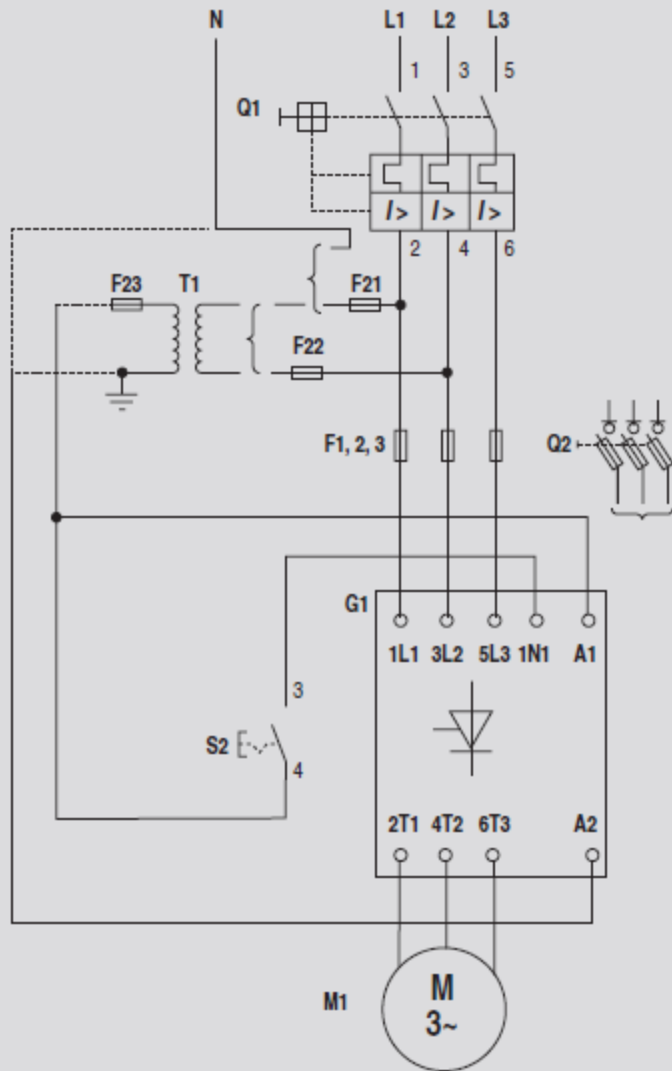 N L1 L2 L3
1 3 5
Q1
I> I> I>
2 4 6
F23 T1 F21
F22
F1, 2, 3 Q2
G1
1L1 3L2 5L3 1N1 A1
3
S2
4
2T1 4T2 6T3 A2
M1 M
3~